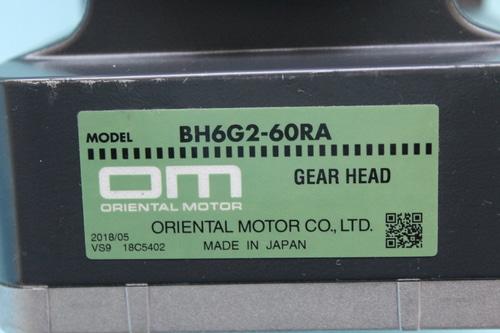 MODEL BH6G2-60RA
om GEAR HEAD
ORIENTAL MOTOR
ORIENTAL MOTOR CO., LTD.
2018/05 MADE IN JAPAN
VS9 18C5402